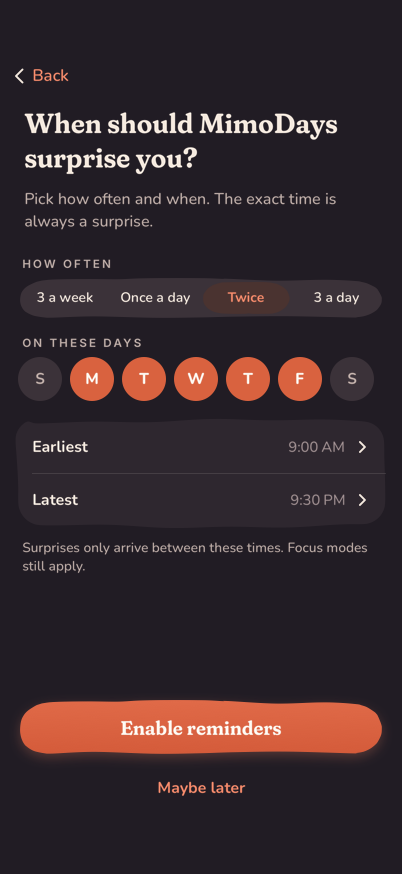 Back
When should MimoDays
surprise you?
Pick how often and when. The exact time is
always a surprise.
HOW OFTEN
3 a week Once a day Twice 3 a day
ON THESE DAYS
S M T W T F S
Earliest 9:00 AM
Latest 9:30 PM
Surprises only arrive between these times. Focus modes
still apply.
Enable reminders
Maybe later